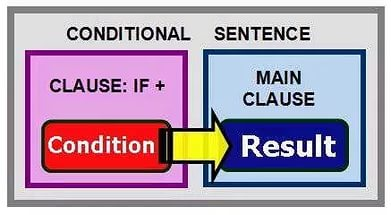 CONDITIONAL SENTENCE
CLAUSE: IF +
Condition
MAIN
CLAUSE
Result